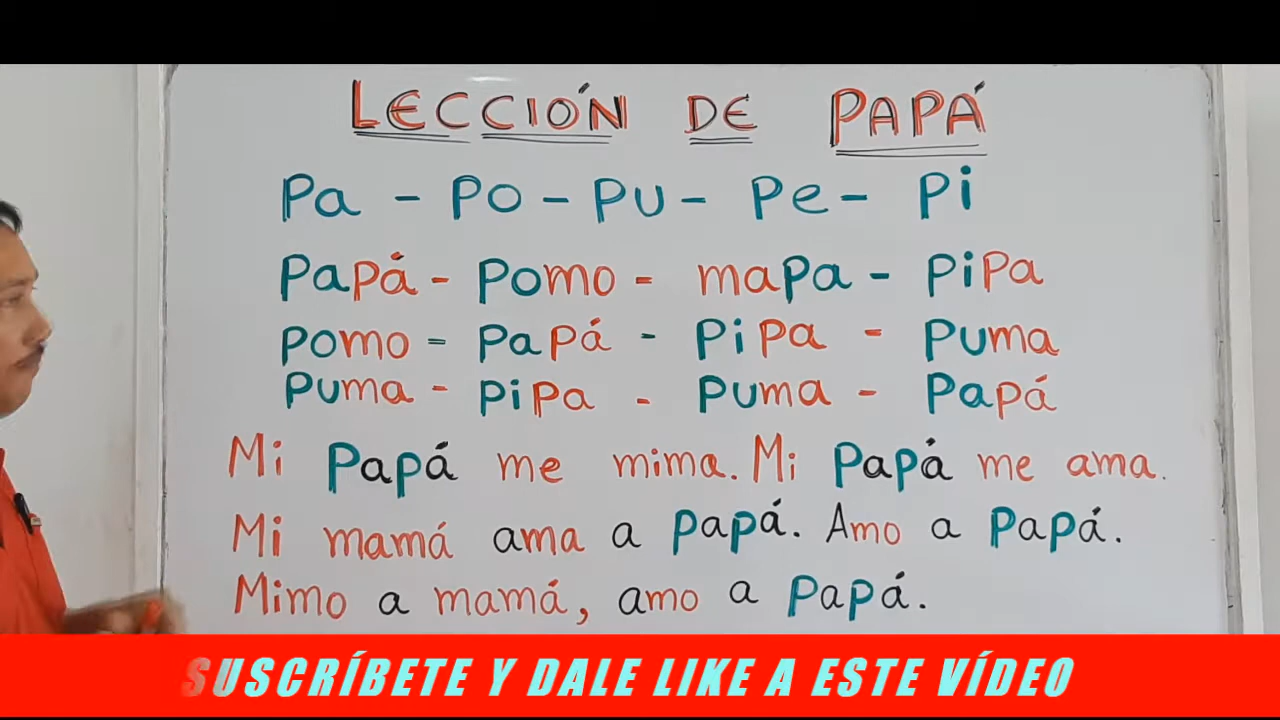 LECCIÓN DE PAPÁ
Pa - Po - Pu - Pe - Pi
Papá - Pomo - mapa - PiPa
Pomo - Papá - PiPa - Puma
Puma - PiPa - Puma - Papá
Mi Papá me mima. Mi Papá me ama.
Mi mamá ama a Papá. Amo a Papá.
Mimo a mamá, amo a Papá.
SUSCRÍBETE Y DALE LIKE A ESTE VÍDEO